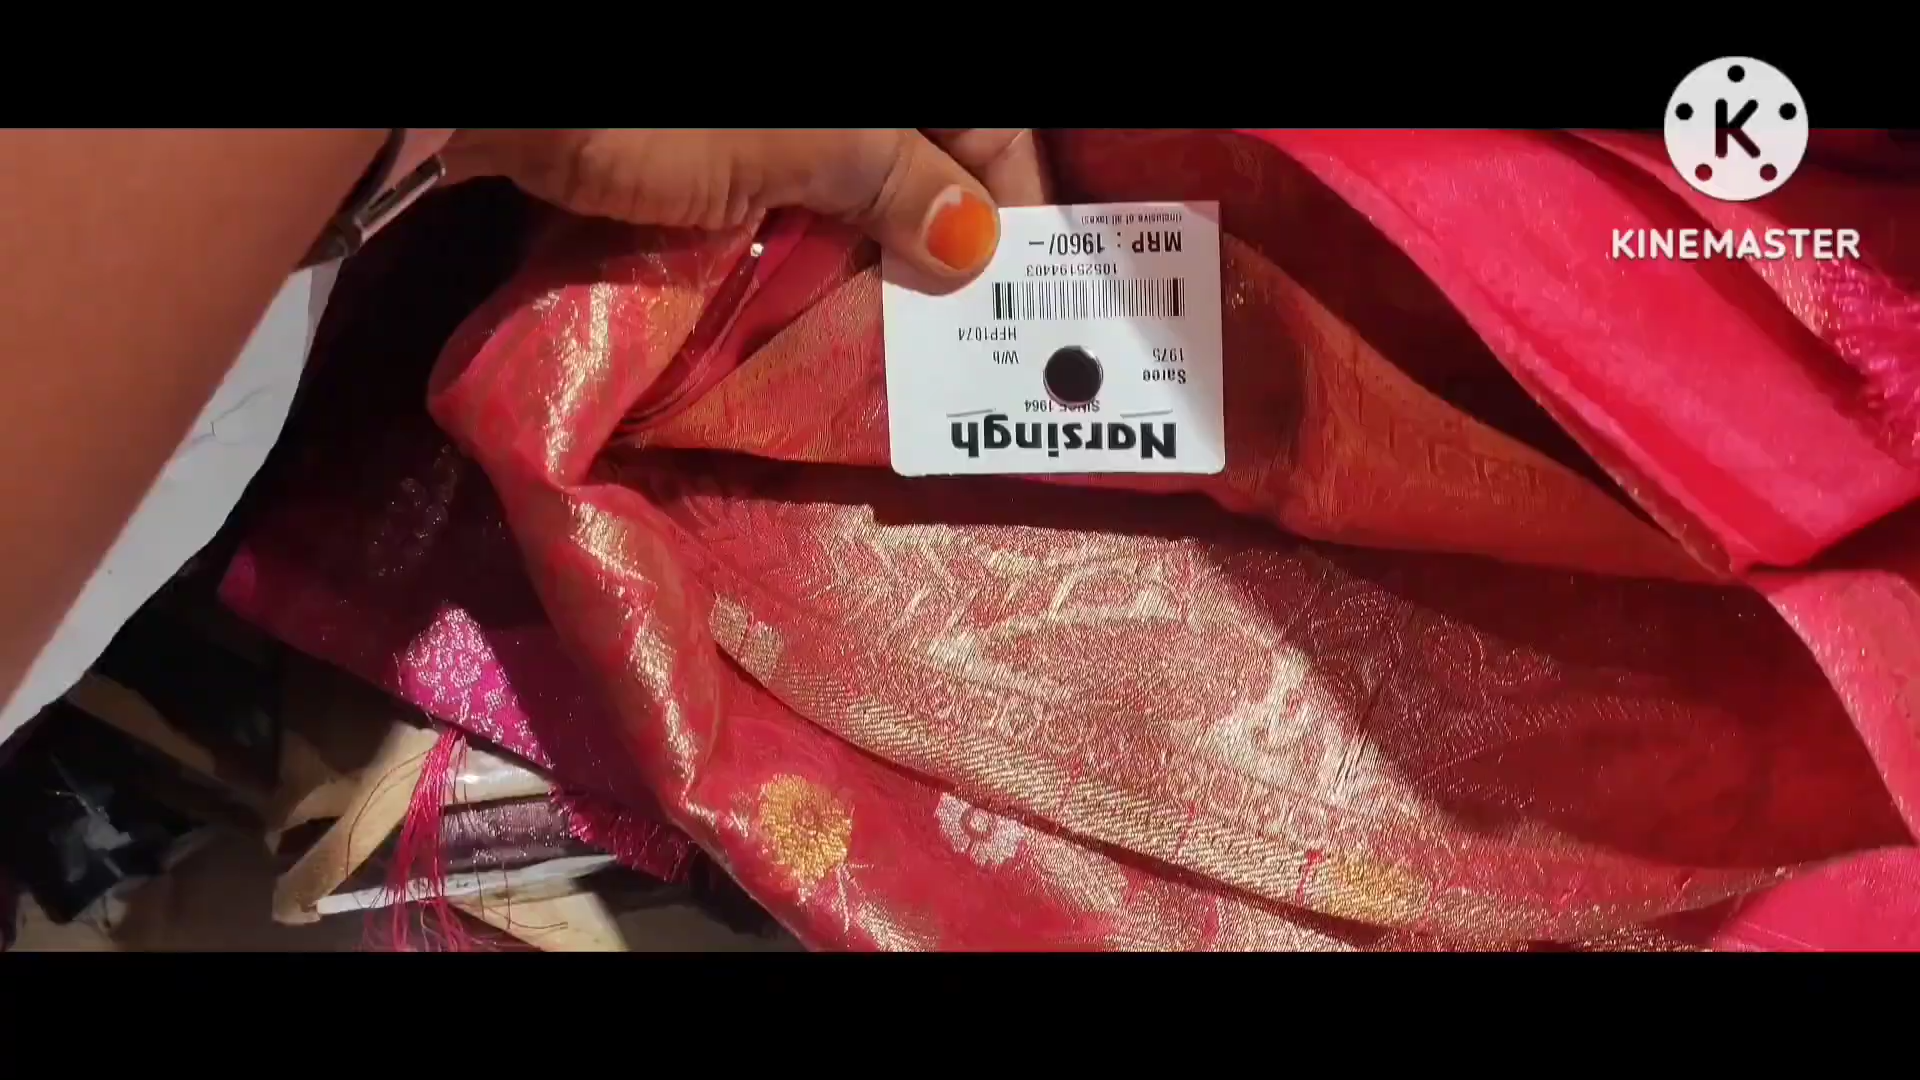 K
KINEMASTER
Narsingh
SINCE 1964
Saree
1975
W/b
HFP1074
10525194403
MRP : 1960/-
(Inclusive of all taxes)